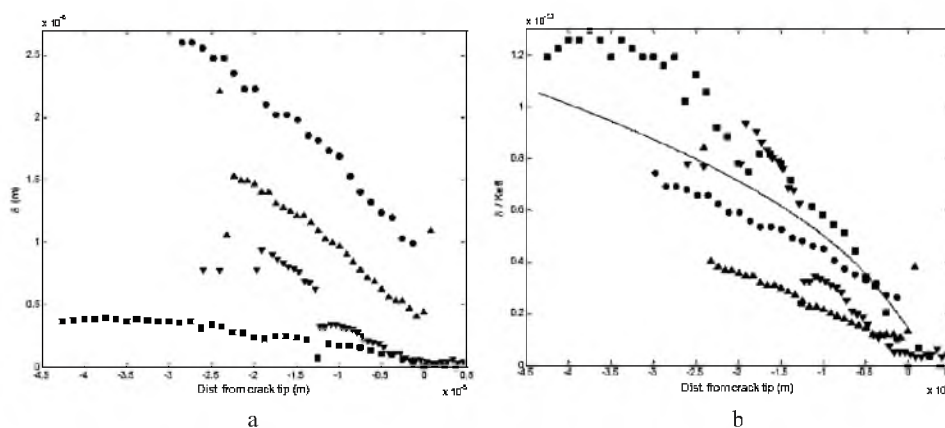 2.5
2
1.5
1
0.5
0
δ (m)
-4.5 -4 -3.5 -3 -2.5 -2 -1.5 -1 -0.5 0 0.5
Dist. from crack tip (m)
x 10⁻⁵
a
1.2
1
0.8
0.6
0.4
0.2
0
δ / Keff
4.5 -4 -3.5 -3 -2.5 -2 -1.5 -1 -0.5 0
Dist. from crack tip (m)
x 10
b